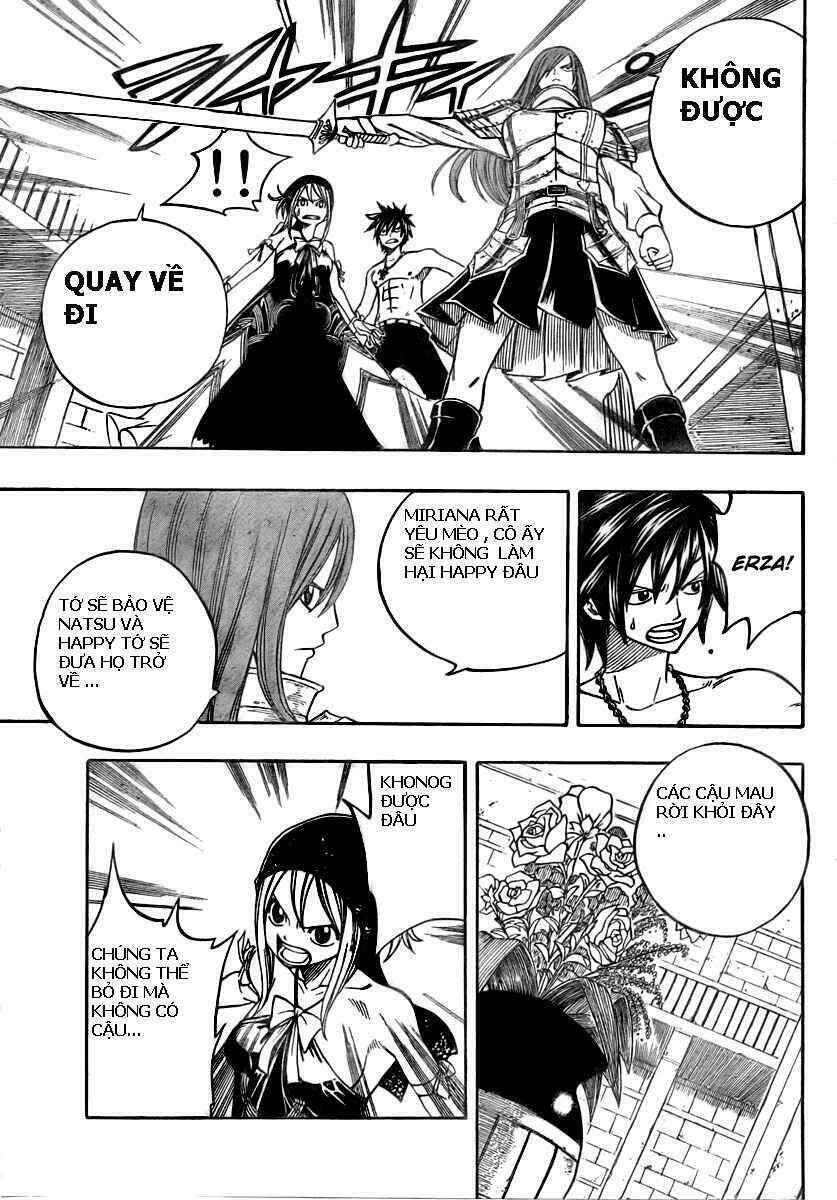 KHÔNG
ĐƯỢC
!!
QUAY VỀ
ĐI
ERZA!
MIRIANA RẤT
YÊU MÈO , CÔ ẤY
SẼ KHÔNG LÀM
HẠI HAPPY ĐÂU
TỚ SẼ BẢO VỆ
NATSU VÀ
HAPPY TỚ SẼ
ĐƯA HỌ TRỞ
VỀ ...
CÁC CẬU MAU
RỜI KHỎI ĐÂY
..
KHONOG
ĐƯỢC
ĐÂU
CHÚNG TA
KHÔNG THỂ
BỎ ĐI MÀ
KHÔNG CÓ
CẬU...